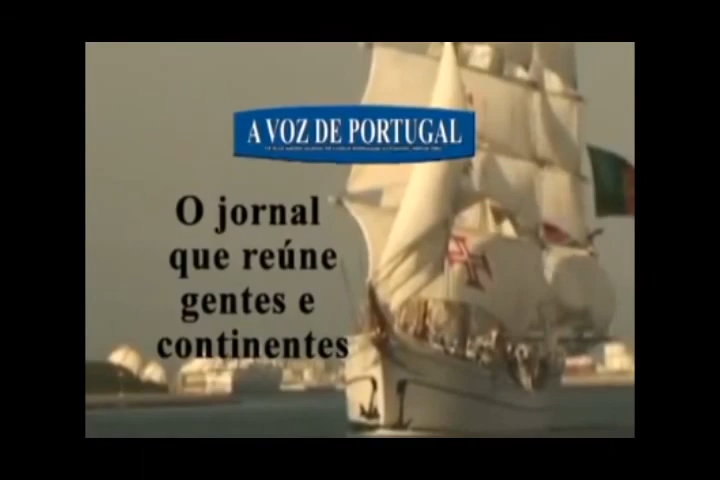 A VOZ DE PORTUGAL
O jornal
que reúne
gentes e
continentes